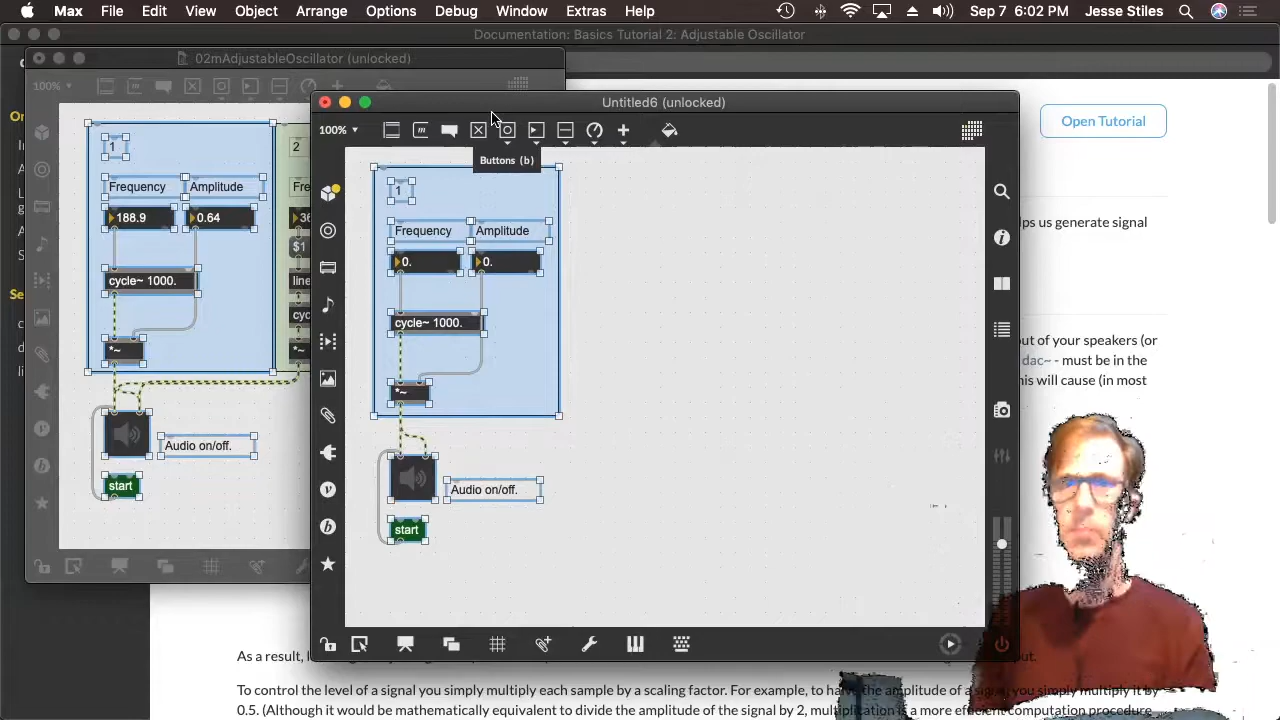 Max File Edit View Object Arrange Options Debug Window Extras Help Sep 7 6:02 PM Jesse Stiles
Documentation: Basics Tutorial 2: Adjustable Oscillator
02mAdjustableOscillator (unlocked)
100%
1
2
Frequency Amplitude
188.9 0.64
$1
cycle~ 1000.
line
*~
*~
Audio on/off.
start
Untitled6 (unlocked)
100%
Buttons (b)
1
Frequency Amplitude
0. 0.
cycle~ 1000.
*~
Audio on/off.
start
Open Tutorial
helps us generate signal
out of your speakers (or
dac~ - must be in the
this will cause (in most
As a result,
put.
To control the level of a signal you simply multiply each sample by a scaling factor. For example, to halve the amplitude of a signal, you simply multiply it by
0.5. (Although it would be mathematically equivalent to divide the amplitude of the signal by 2, multiplication is a more efficient computation procedure